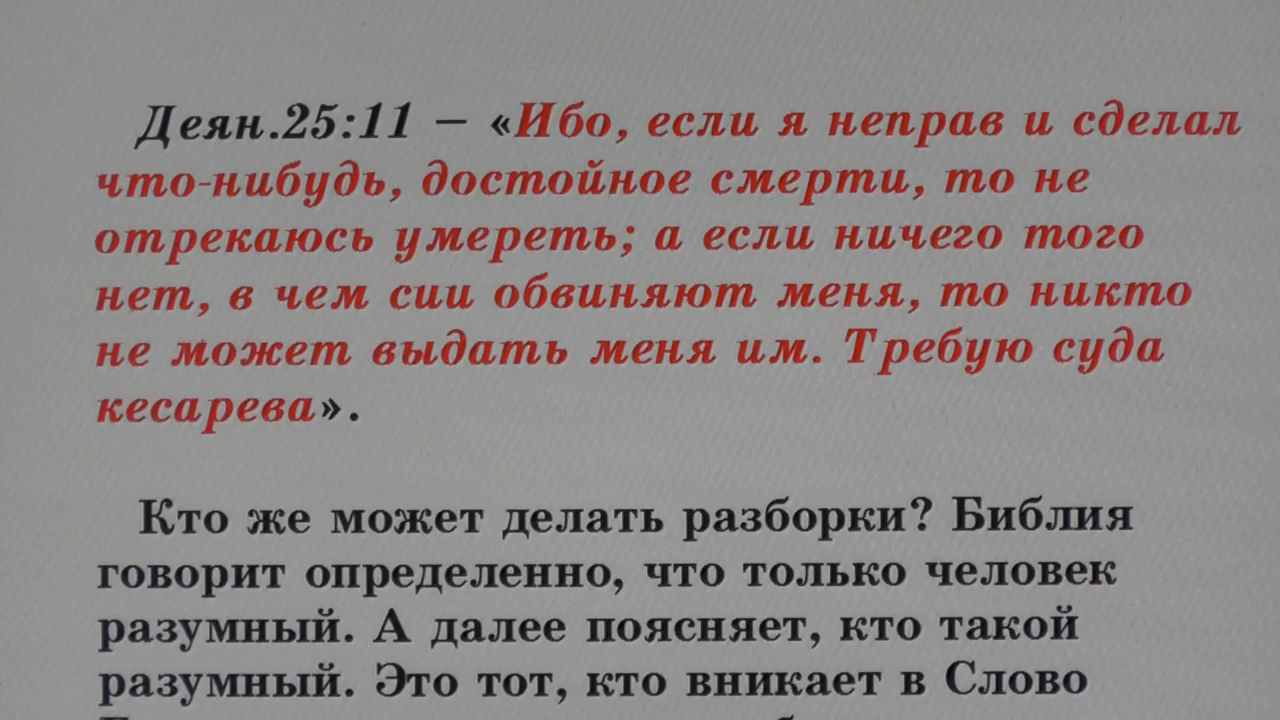 Деян.25:11 – «Ибо, если я неправ и сделал
что-нибудь, достойное смерти, то не
отрекаюсь умереть; а если ничего того
нет, в чем сии обвиняют меня, то никто
не может выдать меня им. Требую суда
кесарева».
Кто же может делать разборки? Библия
говорит определенно, что только человек
разумный. А далее поясняет, кто такой
разумный. Это тот, кто вникает в Слово